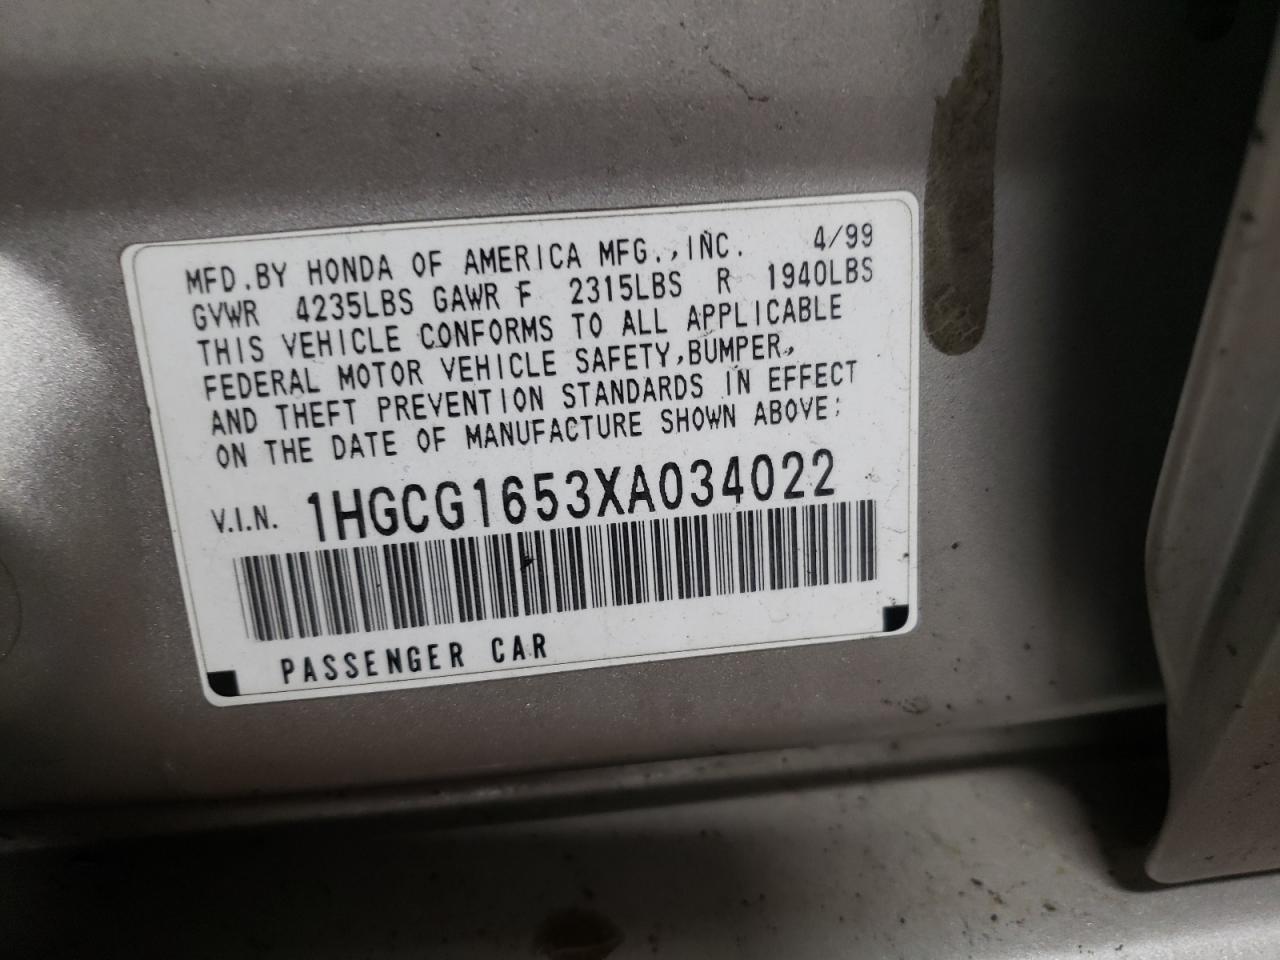 MFD.BY HONDA OF AMERICA MFG.,INC. 4/99
GVWR 4235LBS GAWR F 2315LBS R 1940LBS
THIS VEHICLE CONFORMS TO ALL APPLICABLE
FEDERAL MOTOR VEHICLE SAFETY,BUMPER,
AND THEFT PREVENTION STANDARDS IN EFFECT
ON THE DATE OF MANUFACTURE SHOWN ABOVE:
V.I.N. 1HGCG1653XA034022
PASSENGER CAR